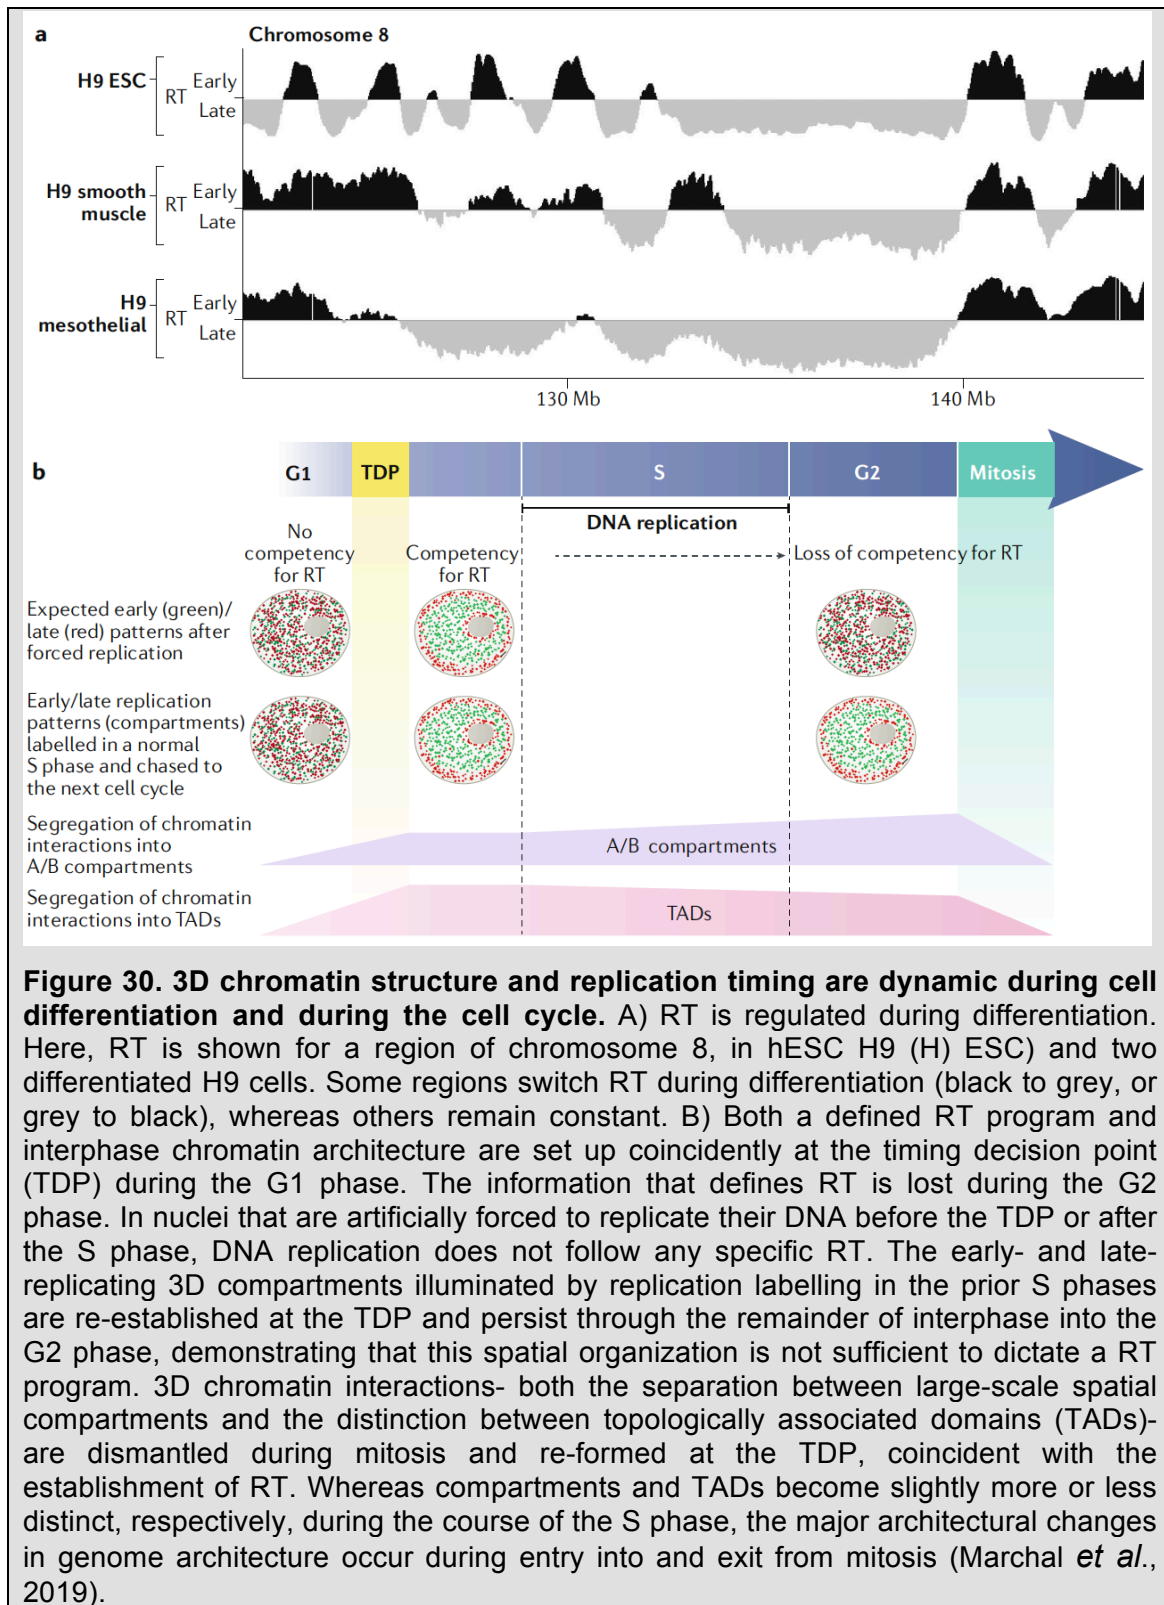 a
Chromosome 8
H9 ESC
RT
Early
Late
H9 smooth
muscle
RT
Early
Late
H9
mesothelial
RT
Early
Late
130 Mb
140 Mb
b
G1
TDP
S
G2
Mitosis
DNA replication
No
competency
for RT
Competency
for RT
Loss of competency for RT
Expected early (green)/
late (red) patterns after
forced replication
Early/late replication
patterns (compartments)
labelled in a normal
S phase and chased to
the next cell cycle
Segregation of chromatin
interactions into
A/B compartments
A/B compartments
Segregation of chromatin
interactions into TADs
TADs
Figure 30. 3D chromatin structure and replication timing are dynamic during cell
differentiation and during the cell cycle. A) RT is regulated during differentiation.
Here, RT is shown for a region of chromosome 8, in hESC H9 (H) ESC) and two
differentiated H9 cells. Some regions switch RT during differentiation (black to grey, or
grey to black), whereas others remain constant. B) Both a defined RT program and
interphase chromatin architecture are set up coincidently at the timing decision point
(TDP) during the G1 phase. The information that defines RT is lost during the G2
phase. In nuclei that are artificially forced to replicate their DNA before the TDP or after
the S phase, DNA replication does not follow any specific RT. The early- and late-
replicating 3D compartments illuminated by replication labelling in the prior S phases
are re-established at the TDP and persist through the remainder of interphase into the
G2 phase, demonstrating that this spatial organization is not sufficient to dictate a RT
program. 3D chromatin interactions- both the separation between large-scale spatial
compartments and the distinction between topologically associated domains (TADs)-
are dismantled during mitosis and re-formed at the TDP, coincident with the
establishment of RT. Whereas compartments and TADs become slightly more or less
distinct, respectively, during the course of the S phase, the major architectural changes
in genome architecture occur during entry into and exit from mitosis (Marchal et al.,
2019).